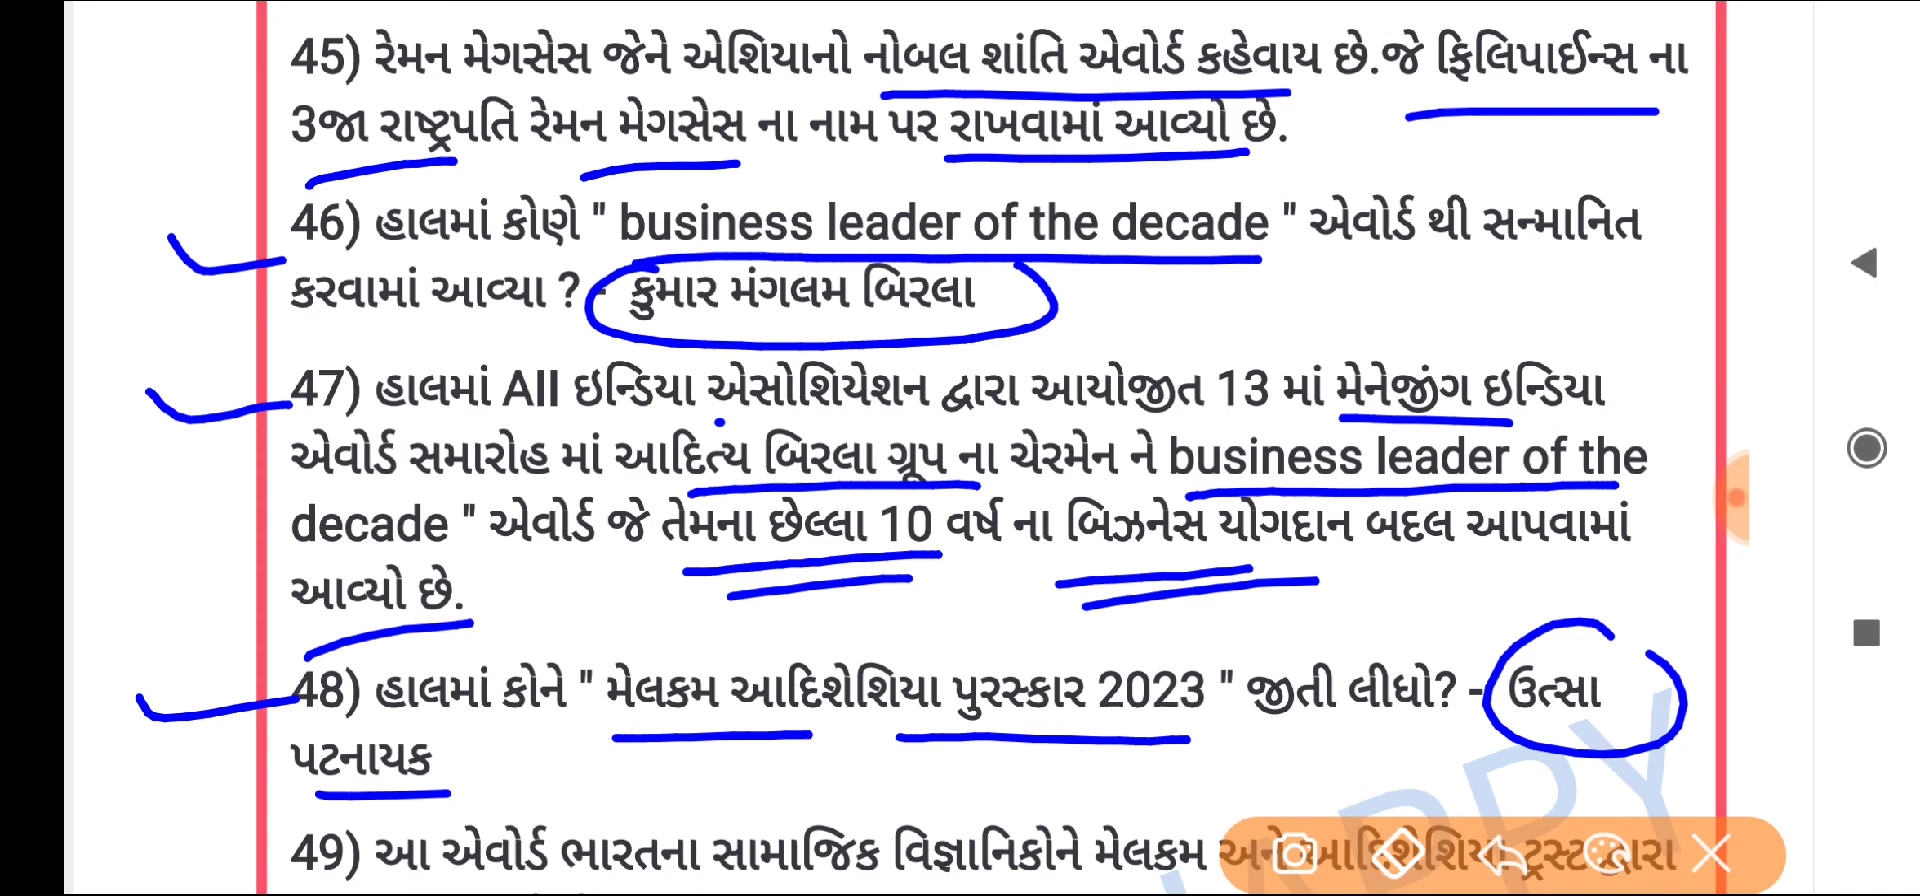 45) રેમન મેગસેસ જેને એશિયાનો નોબલ શાંતિ એવોર્ડ કહેવાય છે.જે ફિલિપાઈન્સ ના
3જા રાષ્ટ્રપતિ રેમન મેગસેસ ના નામ પર રાખવામાં આવ્યો છે.
46) હાલમાં કોણે " business leader of the decade " એવોર્ડ થી સન્માનિત
કરવામાં આવ્યા ? - કુમાર મંગલમ બિરલા
47) હાલમાં All ઇન્ડિયા એસોશિયેશન દ્વારા આયોજીત 13 માં મેનેજીંગ ઇન્ડિયા
એવોર્ડ સમારોહ માં આદિત્ય બિરલા ગ્રૂપ ના ચેરમેન ને business leader of the
decade " એવોર્ડ જે તેમના છેલ્લા 10 વર્ષ ના બિઝનેસ યોગદાન બદલ આપવામાં
આવ્યો છે.
48) હાલમાં કોને " મેલકમ આદિશેશિયા પુરસ્કાર 2023 " જીતી લીધો? - ઉત્સા
પટનાયક
49) આ એવોર્ડ ભારતના સામાજિક વિજ્ઞાનિકોને મેલકમ અને આદિશેશિયા ટ્રસ્ટ દ્વારા